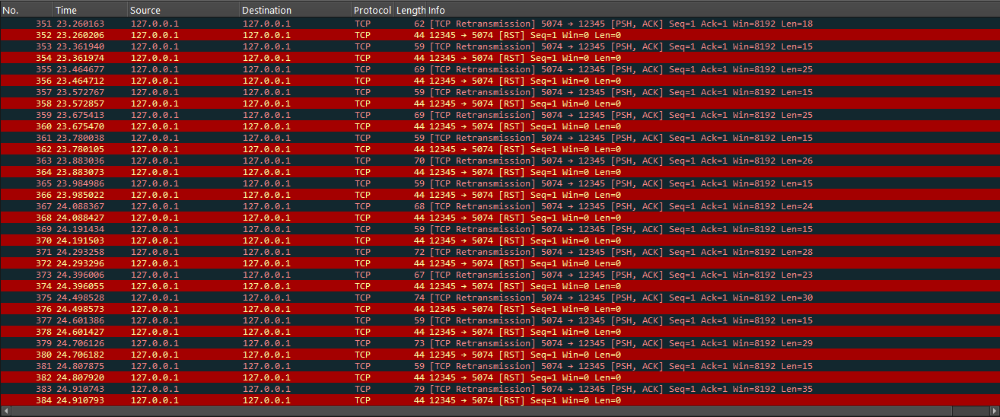 No. Time Source Destination Protocol Length Info
351 23.260163 127.0.0.1 127.0.0.1 TCP 62 [TCP Retransmission] 5074 → 12345 [PSH, ACK] Seq=1 Ack=1 Win=8192 Len=18
352 23.260206 127.0.0.1 127.0.0.1 TCP 44 12345 → 5074 [RST] Seq=1 Win=0 Len=0
353 23.361940 127.0.0.1 127.0.0.1 TCP 59 [TCP Retransmission] 5074 → 12345 [PSH, ACK] Seq=1 Ack=1 Win=8192 Len=15
354 23.361974 127.0.0.1 127.0.0.1 TCP 44 12345 → 5074 [RST] Seq=1 Win=0 Len=0
355 23.464677 127.0.0.1 127.0.0.1 TCP 69 [TCP Retransmission] 5074 → 12345 [PSH, ACK] Seq=1 Ack=1 Win=8192 Len=25
356 23.464712 127.0.0.1 127.0.0.1 TCP 44 12345 → 5074 [RST] Seq=1 Win=0 Len=0
357 23.572767 127.0.0.1 127.0.0.1 TCP 59 [TCP Retransmission] 5074 → 12345 [PSH, ACK] Seq=1 Ack=1 Win=8192 Len=15
358 23.572857 127.0.0.1 127.0.0.1 TCP 44 12345 → 5074 [RST] Seq=1 Win=0 Len=0
359 23.675413 127.0.0.1 127.0.0.1 TCP 69 [TCP Retransmission] 5074 → 12345 [PSH, ACK] Seq=1 Ack=1 Win=8192 Len=25
360 23.675470 127.0.0.1 127.0.0.1 TCP 44 12345 → 5074 [RST] Seq=1 Win=0 Len=0
361 23.780038 127.0.0.1 127.0.0.1 TCP 59 [TCP Retransmission] 5074 → 12345 [PSH, ACK] Seq=1 Ack=1 Win=8192 Len=15
362 23.780105 127.0.0.1 127.0.0.1 TCP 44 12345 → 5074 [RST] Seq=1 Win=0 Len=0
363 23.883036 127.0.0.1 127.0.0.1 TCP 70 [TCP Retransmission] 5074 → 12345 [PSH, ACK] Seq=1 Ack=1 Win=8192 Len=26
364 23.883073 127.0.0.1 127.0.0.1 TCP 44 12345 → 5074 [RST] Seq=1 Win=0 Len=0
365 23.984986 127.0.0.1 127.0.0.1 TCP 59 [TCP Retransmission] 5074 → 12345 [PSH, ACK] Seq=1 Ack=1 Win=8192 Len=15
366 23.985022 127.0.0.1 127.0.0.1 TCP 44 12345 → 5074 [RST] Seq=1 Win=0 Len=0
367 24.088367 127.0.0.1 127.0.0.1 TCP 68 [TCP Retransmission] 5074 → 12345 [PSH, ACK] Seq=1 Ack=1 Win=8192 Len=24
368 24.088427 127.0.0.1 127.0.0.1 TCP 44 12345 → 5074 [RST] Seq=1 Win=0 Len=0
369 24.191434 127.0.0.1 127.0.0.1 TCP 59 [TCP Retransmission] 5074 → 12345 [PSH, ACK] Seq=1 Ack=1 Win=8192 Len=15
370 24.191503 127.0.0.1 127.0.0.1 TCP 44 12345 → 5074 [RST] Seq=1 Win=0 Len=0
371 24.293258 127.0.0.1 127.0.0.1 TCP 72 [TCP Retransmission] 5074 → 12345 [PSH, ACK] Seq=1 Ack=1 Win=8192 Len=28
372 24.293296 127.0.0.1 127.0.0.1 TCP 44 12345 → 5074 [RST] Seq=1 Win=0 Len=0
373 24.396006 127.0.0.1 127.0.0.1 TCP 67 [TCP Retransmission] 5074 → 12345 [PSH, ACK] Seq=1 Ack=1 Win=8192 Len=23
374 24.396055 127.0.0.1 127.0.0.1 TCP 44 12345 → 5074 [RST] Seq=1 Win=0 Len=0
375 24.498528 127.0.0.1 127.0.0.1 TCP 74 [TCP Retransmission] 5074 → 12345 [PSH, ACK] Seq=1 Ack=1 Win=8192 Len=30
376 24.498573 127.0.0.1 127.0.0.1 TCP 44 12345 → 5074 [RST] Seq=1 Win=0 Len=0
377 24.601386 127.0.0.1 127.0.0.1 TCP 59 [TCP Retransmission] 5074 → 12345 [PSH, ACK] Seq=1 Ack=1 Win=8192 Len=15
378 24.601427 127.0.0.1 127.0.0.1 TCP 44 12345 → 5074 [RST] Seq=1 Win=0 Len=0
379 24.706126 127.0.0.1 127.0.0.1 TCP 73 [TCP Retransmission] 5074 → 12345 [PSH, ACK] Seq=1 Ack=1 Win=8192 Len=29
380 24.706182 127.0.0.1 127.0.0.1 TCP 44 12345 → 5074 [RST] Seq=1 Win=0 Len=0
381 24.807875 127.0.0.1 127.0.0.1 TCP 59 [TCP Retransmission] 5074 → 12345 [PSH, ACK] Seq=1 Ack=1 Win=8192 Len=15
382 24.807920 127.0.0.1 127.0.0.1 TCP 44 12345 → 5074 [RST] Seq=1 Win=0 Len=0
383 24.910743 127.0.0.1 127.0.0.1 TCP 79 [TCP Retransmission] 5074 → 12345 [PSH, ACK] Seq=1 Ack=1 Win=8192 Len=35
384 24.910793 127.0.0.1 127.0.0.1 TCP 44 12345 → 5074 [RST] Seq=1 Win=0 Len=0